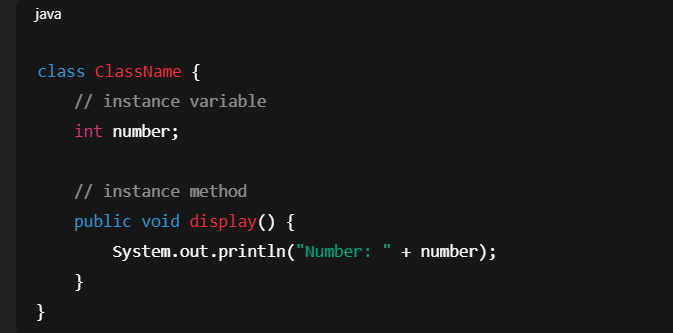 java
class ClassName {
// instance variable
int number;
// instance method
public void display() {
System.out.println("Number: " + number);
}
}